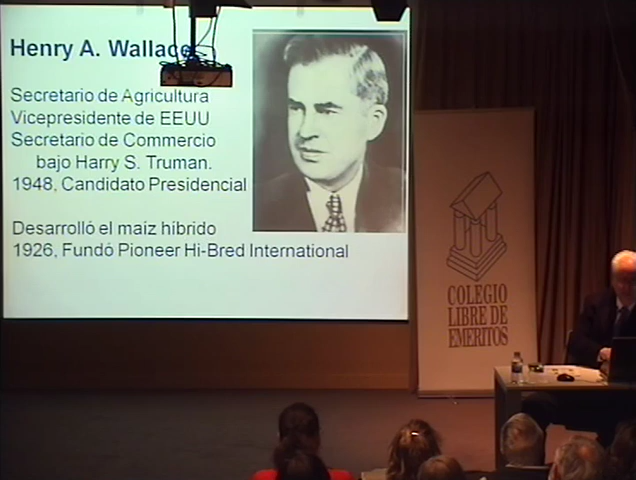 Henry A. Wallace
Secretario de Agricultura
Vicepresidente de EEUU
Secretario de Commercio
bajo Harry S. Truman.
1948, Candidato Presidencial
Desarrolló el maíz híbrido
1926, Fundó Pioneer Hi-Bred International
COLEGIO
LIBRE DE
EMERITOS